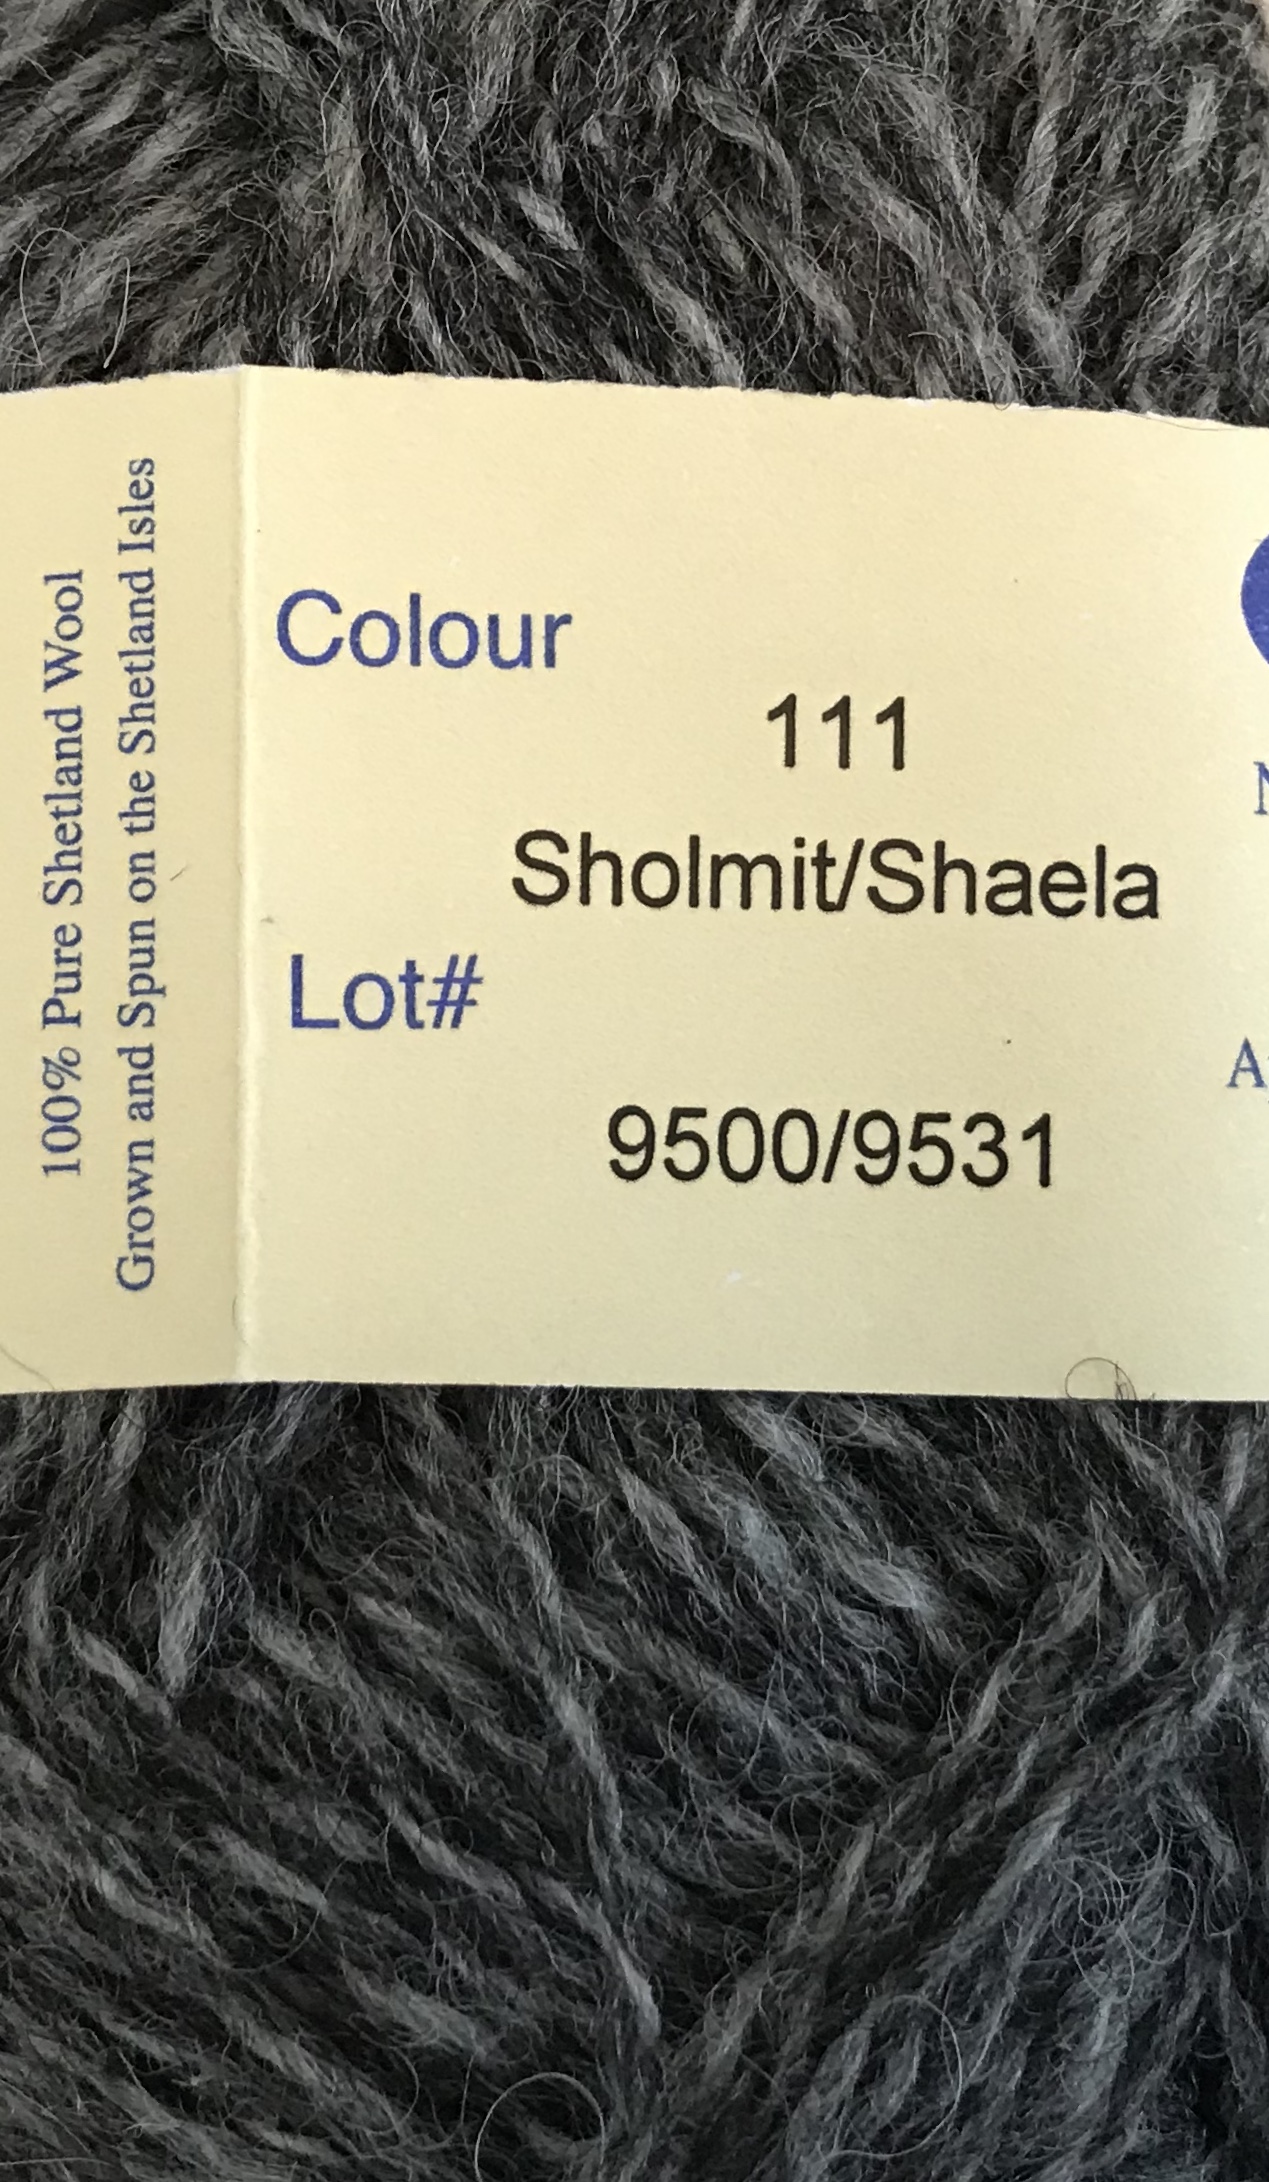 100% Pure Shetland Wool
Grown and Spun on the Shetland Isles
Colour
111
Sholmit/Shaela
Lot#
9500/9531